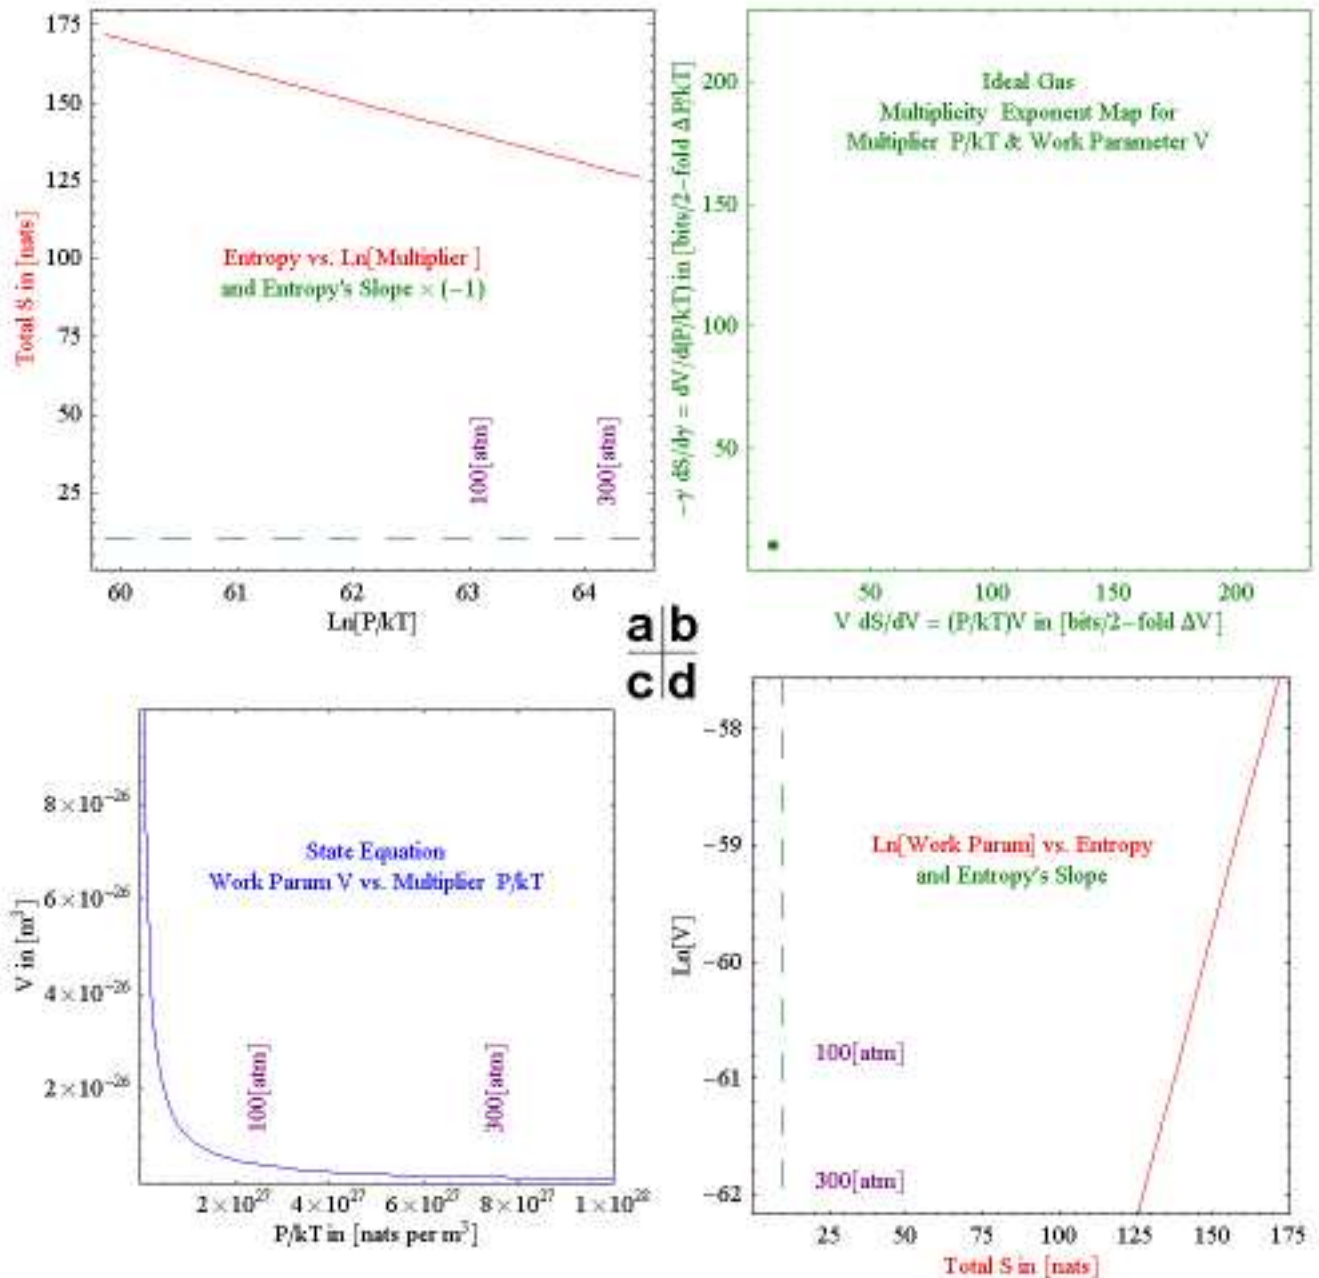 175
150
125
100
75
50
25
Total S in [nats]
Entropy vs. Ln[Multiplier ]
and Entropy's Slope × (−1)
100[atm]
300[atm]
60 61 62 63 64
Ln[P/kT]
200
150
100
50
−γ dS/dγ = dV/d(P/kT) in [bits/2−fold ΔP/kT]
Ideal Gas
Multiplicity Exponent Map for
Multiplier P/kT & Work Parameter V
50 100 150 200
V dS/dV = (P/kT)V in [bits/2−fold ΔV]
a b
c d
8×10⁻²⁶
6×10⁻²⁶
4×10⁻²⁶
2×10⁻²⁶
V in [m³]
State Equation
Work Param V vs. Multiplier P/kT
100[atm]
300[atm]
2×10²⁷ 4×10²⁷ 6×10²⁷ 8×10²⁷ 1×10²⁸
P/kT in [nats per m³]
−58
−59
−60
−61
−62
Ln[V]
Ln[Work Param] vs. Entropy
and Entropy's Slope
100[atm]
300[atm]
25 50 75 100 125 150 175
Total S in [nats]